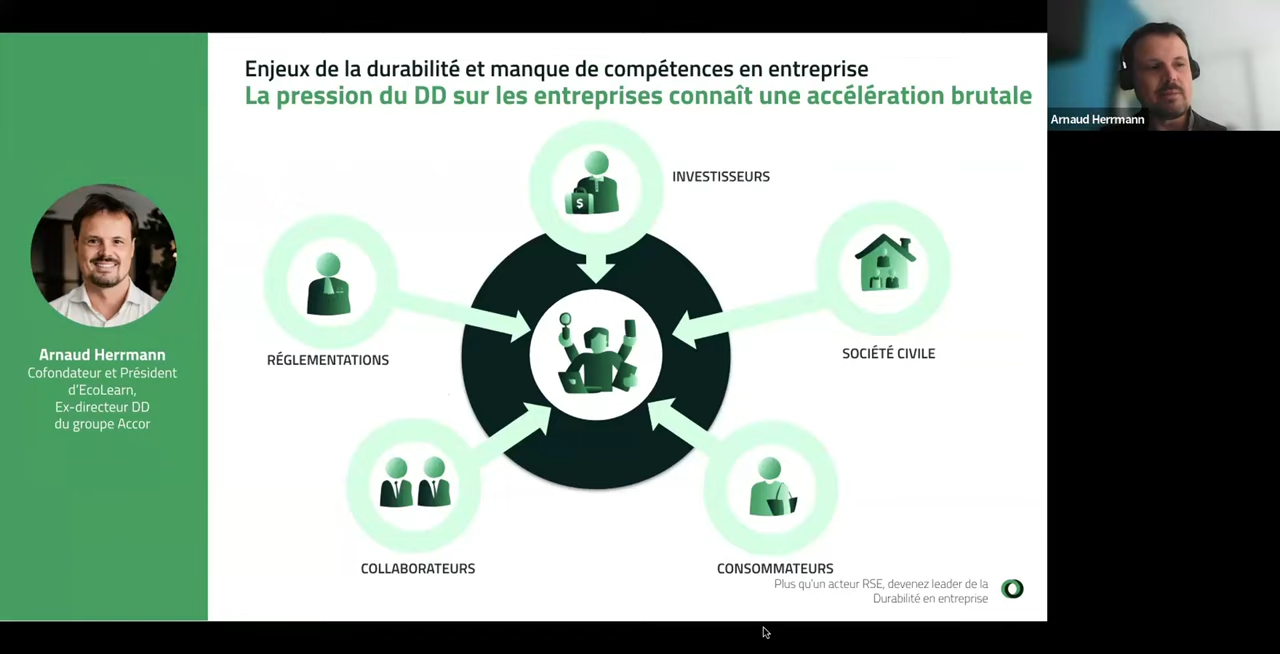 Enjeux de la durabilité et manque de compétences en entreprise
La pression du DD sur les entreprises connaît une accélération brutale
Arnaud Herrmann
INVESTISSEURS
$
RÉGLEMENTATIONS
SOCIÉTÉ CIVILE
Arnaud Herrmann
Cofondateur et Président
d'EcoLearn,
Ex-directeur DD
du groupe Accor
COLLABORATEURS
CONSOMMATEURS
Plus qu'un acteur RSE, devenez leader de la
Durabilité en entreprise